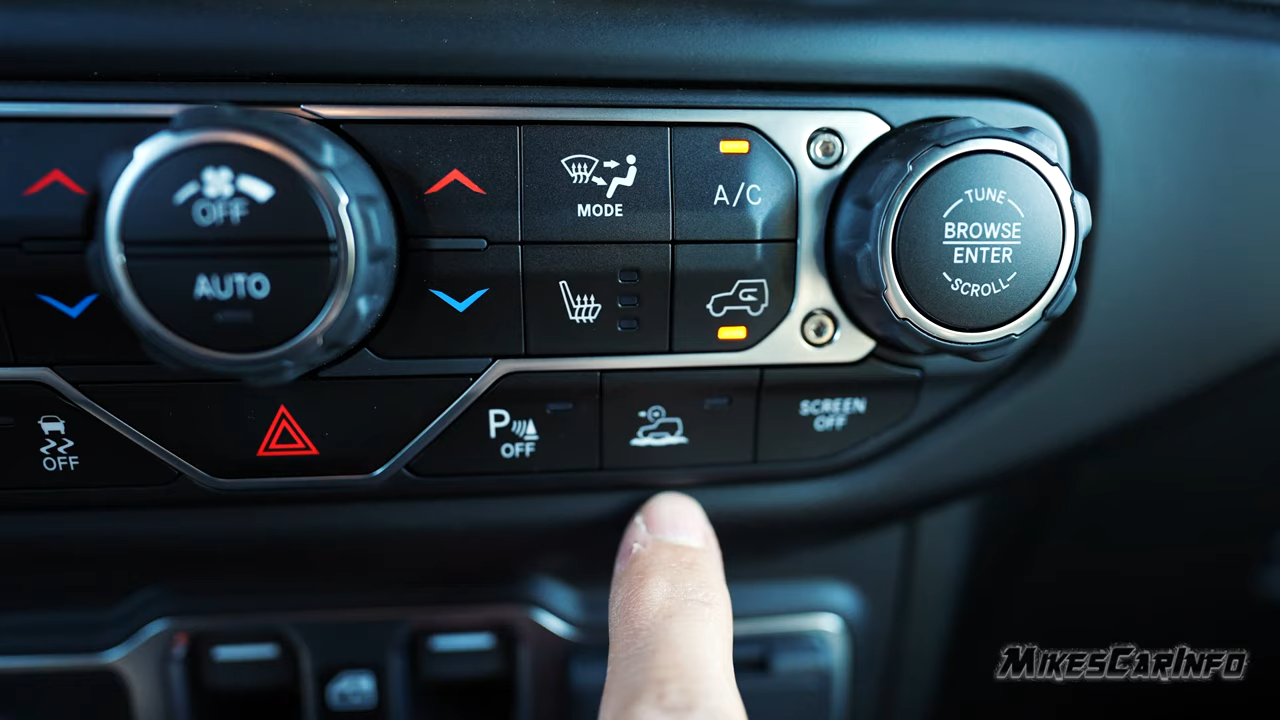 OFF
AUTO
MODE
A/C
TUNE
BROWSE
ENTER
SCROLL
OFF
P
OFF
SCREEN
OFF
MIKESCARINFO